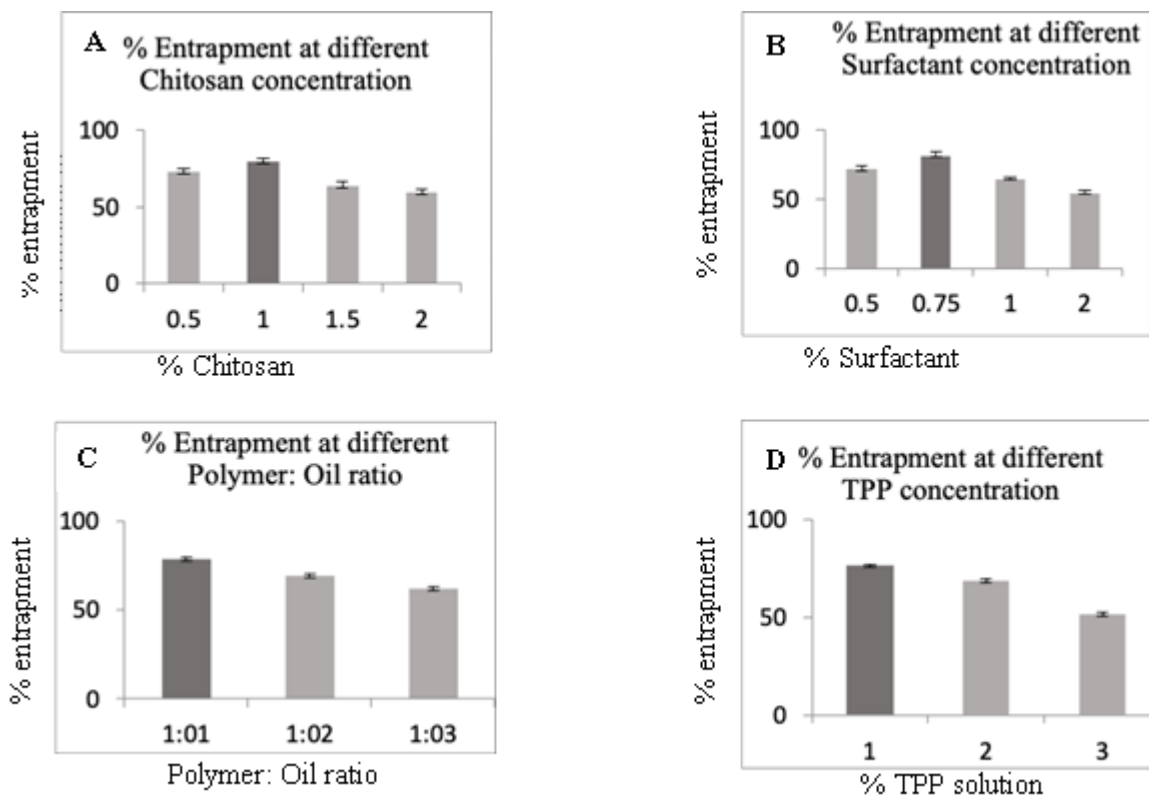 A
% Entrapment at different
Chitosan concentration
% entrapment
100
50
0
0.5 1 1.5 2
% Chitosan
B
% Entrapment at different
Surfactant concentration
% entrapment
100
50
0
0.5 0.75 1 2
% Surfactant
C
% Entrapment at different
Polymer: Oil ratio
% entrapment
100
50
0
1:01 1:02 1:03
Polymer: Oil ratio
D
% Entrapment at different
TPP concentration
% entrapment
100
50
0
1 2 3
% TPP solution